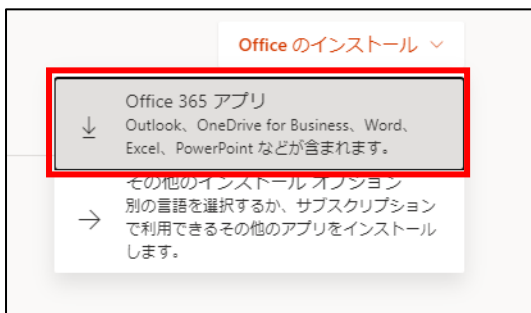 Office のインストール
Office 365 アプリ
Outlook、OneDrive for Business、Word、
Excel、PowerPoint などが含まれます。
その他のインストール オプション
別の言語を選択するか、サブスクリプション
で利用できるその他のアプリをインストール
します。